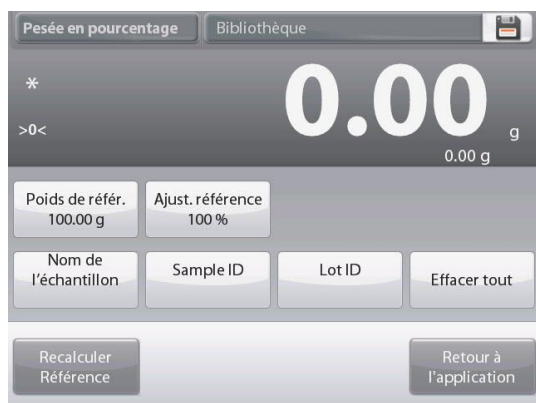 Pesée en pourcentage Bibliothèque
*
0.00 g
>0<
0.00 g
Poids de référ. Ajust. référence
100.00 g 100 %
Nom de
l'échantillon Sample ID Lot ID Effacer tout
Recalculer Retour à
Référence l'application